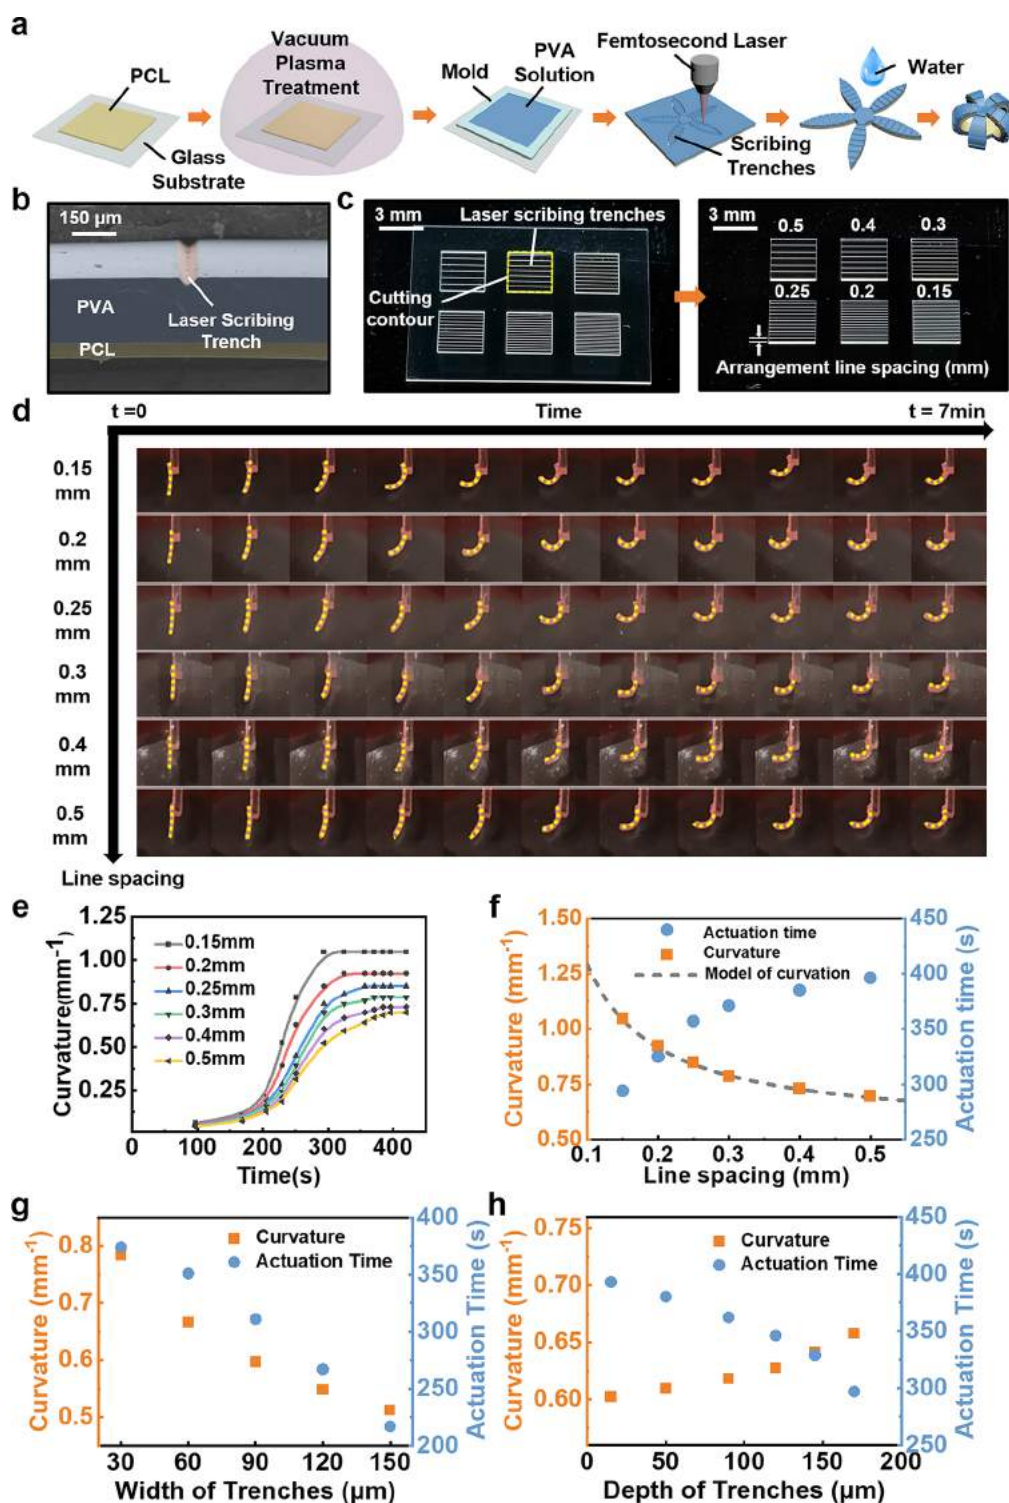 a
PCL
Glass
Substrate
Vacuum
Plasma
Treatment
Mold
PVA
Solution
Femtosecond Laser
Scribing
Trenches
Water
b
150 μm
PVA
PCL
Laser Scribing
Trench
c
3 mm
Laser scribing trenches
Cutting
contour
3 mm
0.5
0.4
0.3
0.25
0.2
0.15
Arrangement line spacing (mm)
d
t =0
Time
t = 7min
0.15
mm
0.2
mm
0.25
mm
0.3
mm
0.4
mm
0.5
mm
Line spacing
e
Curvature(mm-1)
1.25
1.00
0.75
0.50
0.25
0.15mm
0.2mm
0.25mm
0.3mm
0.4mm
0.5mm
0
100
200
300
400
Time(s)
f
Curvature (mm-1)
1.50
1.25
1.00
0.75
0.50
Actuation time
Curvature
Model of curvation
450
400
350
300
250
Actuation time (s)
0.1
0.2
0.3
0.4
0.5
Line spacing (mm)
g
Curvature (mm-1)
0.8
0.7
0.6
0.5
Curvature
Actuation Time
400
350
300
250
200
Actuation Time (s)
30
60
90
120
150
Width of Trenches (μm)
h
Curvature (mm-1)
0.75
0.70
0.65
0.60
Curvature
Actuation Time
450
400
350
300
250
Actuation Time (s)
0
50
100
150
200
Depth of Trenches (μm)